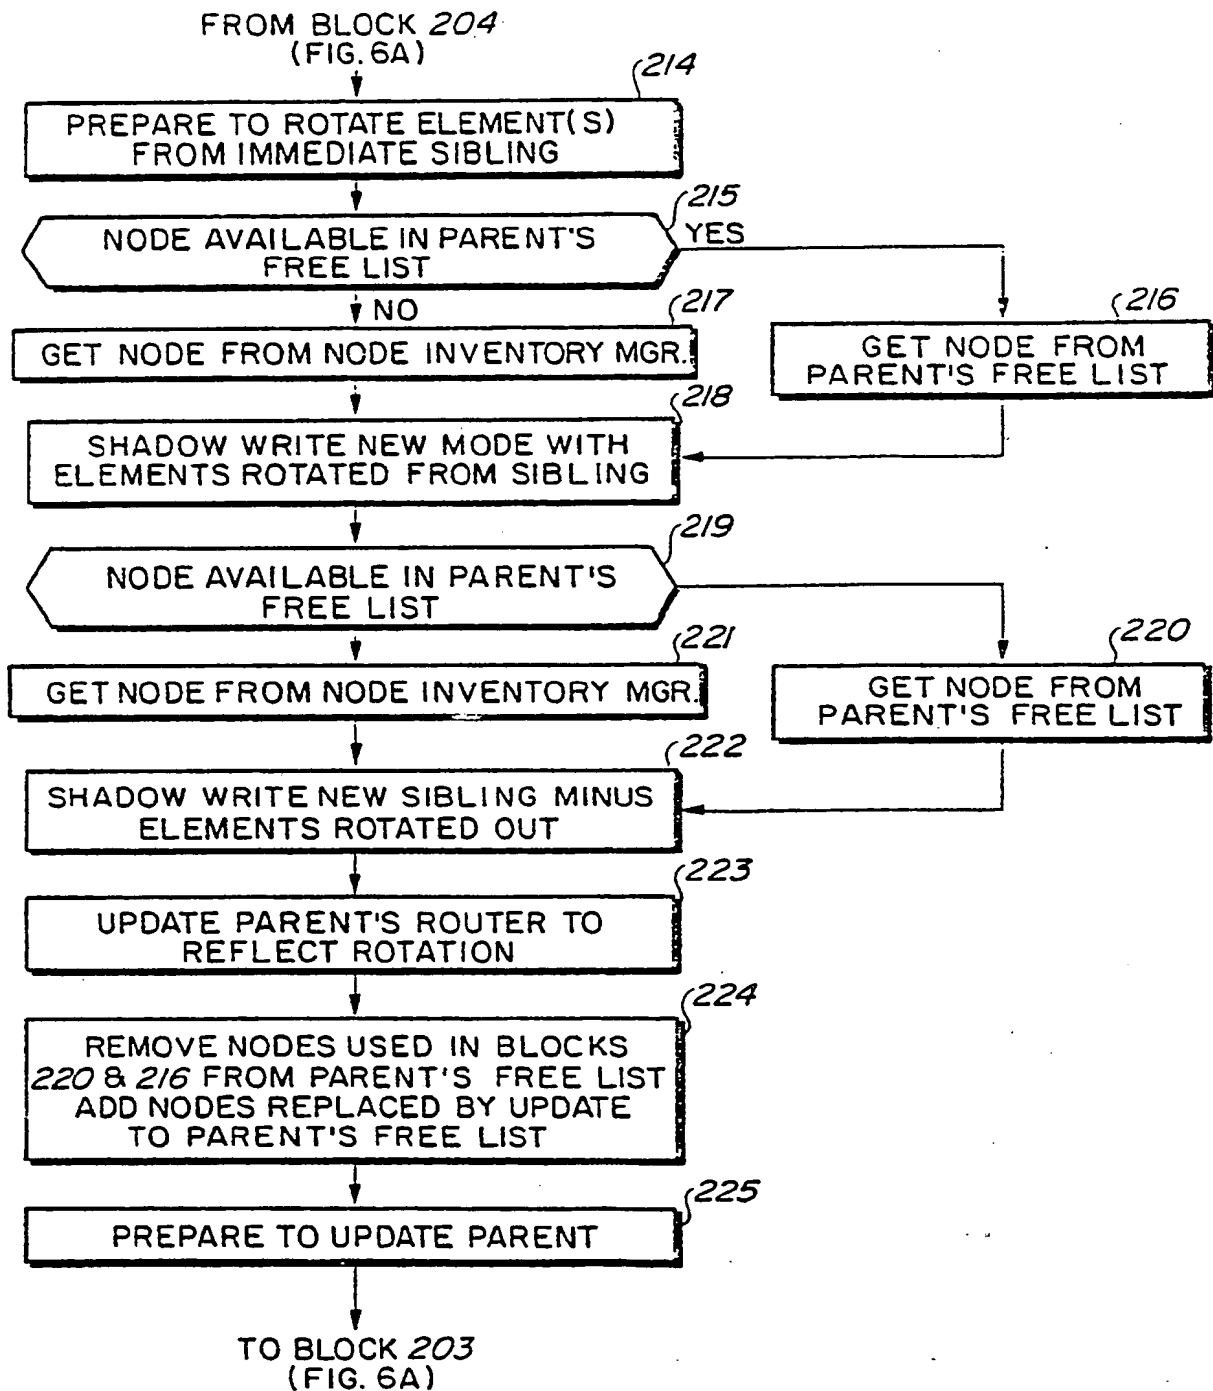 FROM BLOCK 204
(FIG. 6A)
214
PREPARE TO ROTATE ELEMENT(S)
FROM IMMEDIATE SIBLING
215
NODE AVAILABLE IN PARENT'S
FREE LIST
YES
NO
217
GET NODE FROM NODE INVENTORY MGR.
216
GET NODE FROM
PARENT'S FREE LIST
218
SHADOW WRITE NEW MODE WITH
ELEMENTS ROTATED FROM SIBLING
219
NODE AVAILABLE IN PARENT'S
FREE LIST
221
GET NODE FROM NODE INVENTORY MGR.
220
GET NODE FROM
PARENT'S FREE LIST
222
SHADOW WRITE NEW SIBLING MINUS
ELEMENTS ROTATED OUT
223
UPDATE PARENT'S ROUTER TO
REFLECT ROTATION
224
REMOVE NODES USED IN BLOCKS
220 & 216 FROM PARENT'S FREE LIST
ADD NODES REPLACED BY UPDATE
TO PARENT'S FREE LIST
225
PREPARE TO UPDATE PARENT
TO BLOCK 203
(FIG. 6A)